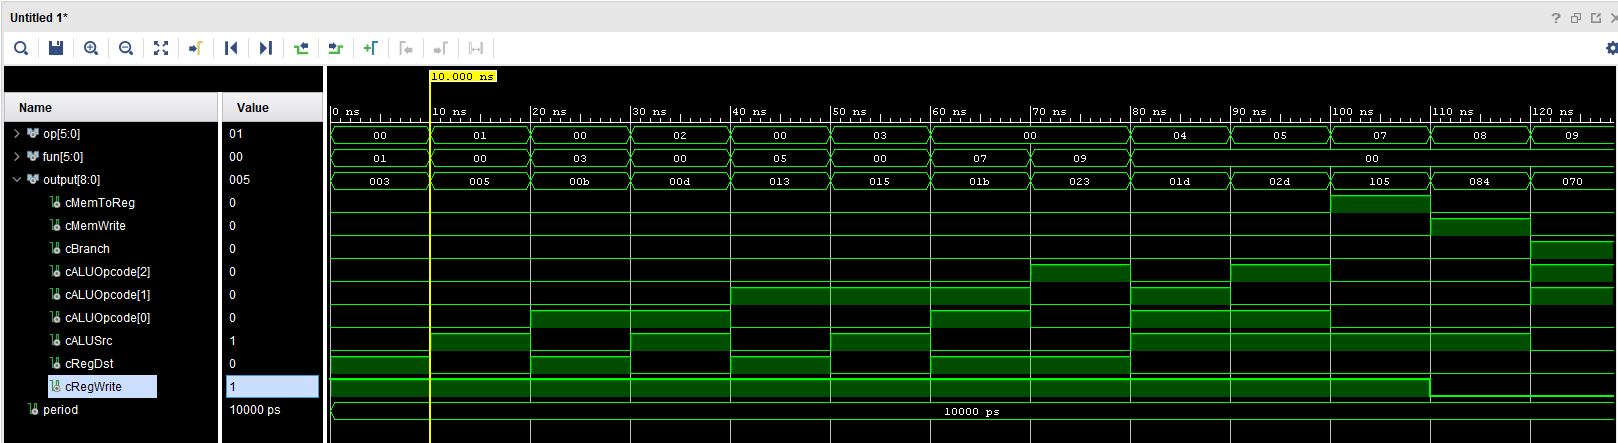 Untitled 1*
10.000 ns
Name Value
0 ns 10 ns 20 ns 30 ns 40 ns 50 ns 60 ns 70 ns 80 ns 90 ns 100 ns 110 ns 120 ns
op[5:0] 01 00 01 00 02 00 03 00 04 05 07 08 09
fun[5:0] 00 01 00 03 00 05 00 07 09 00
output[8:0] 005 003 005 00b 00d 013 015 01b 023 01d 02d 105 084 070
cMemToReg 0
cMemWrite 0
cBranch 0
cALUOpcode[2] 0
cALUOpcode[1] 0
cALUOpcode[0] 0
cALUSrc 1
cRegDst 0
cRegWrite 1
period 10000 ps 10000 ps